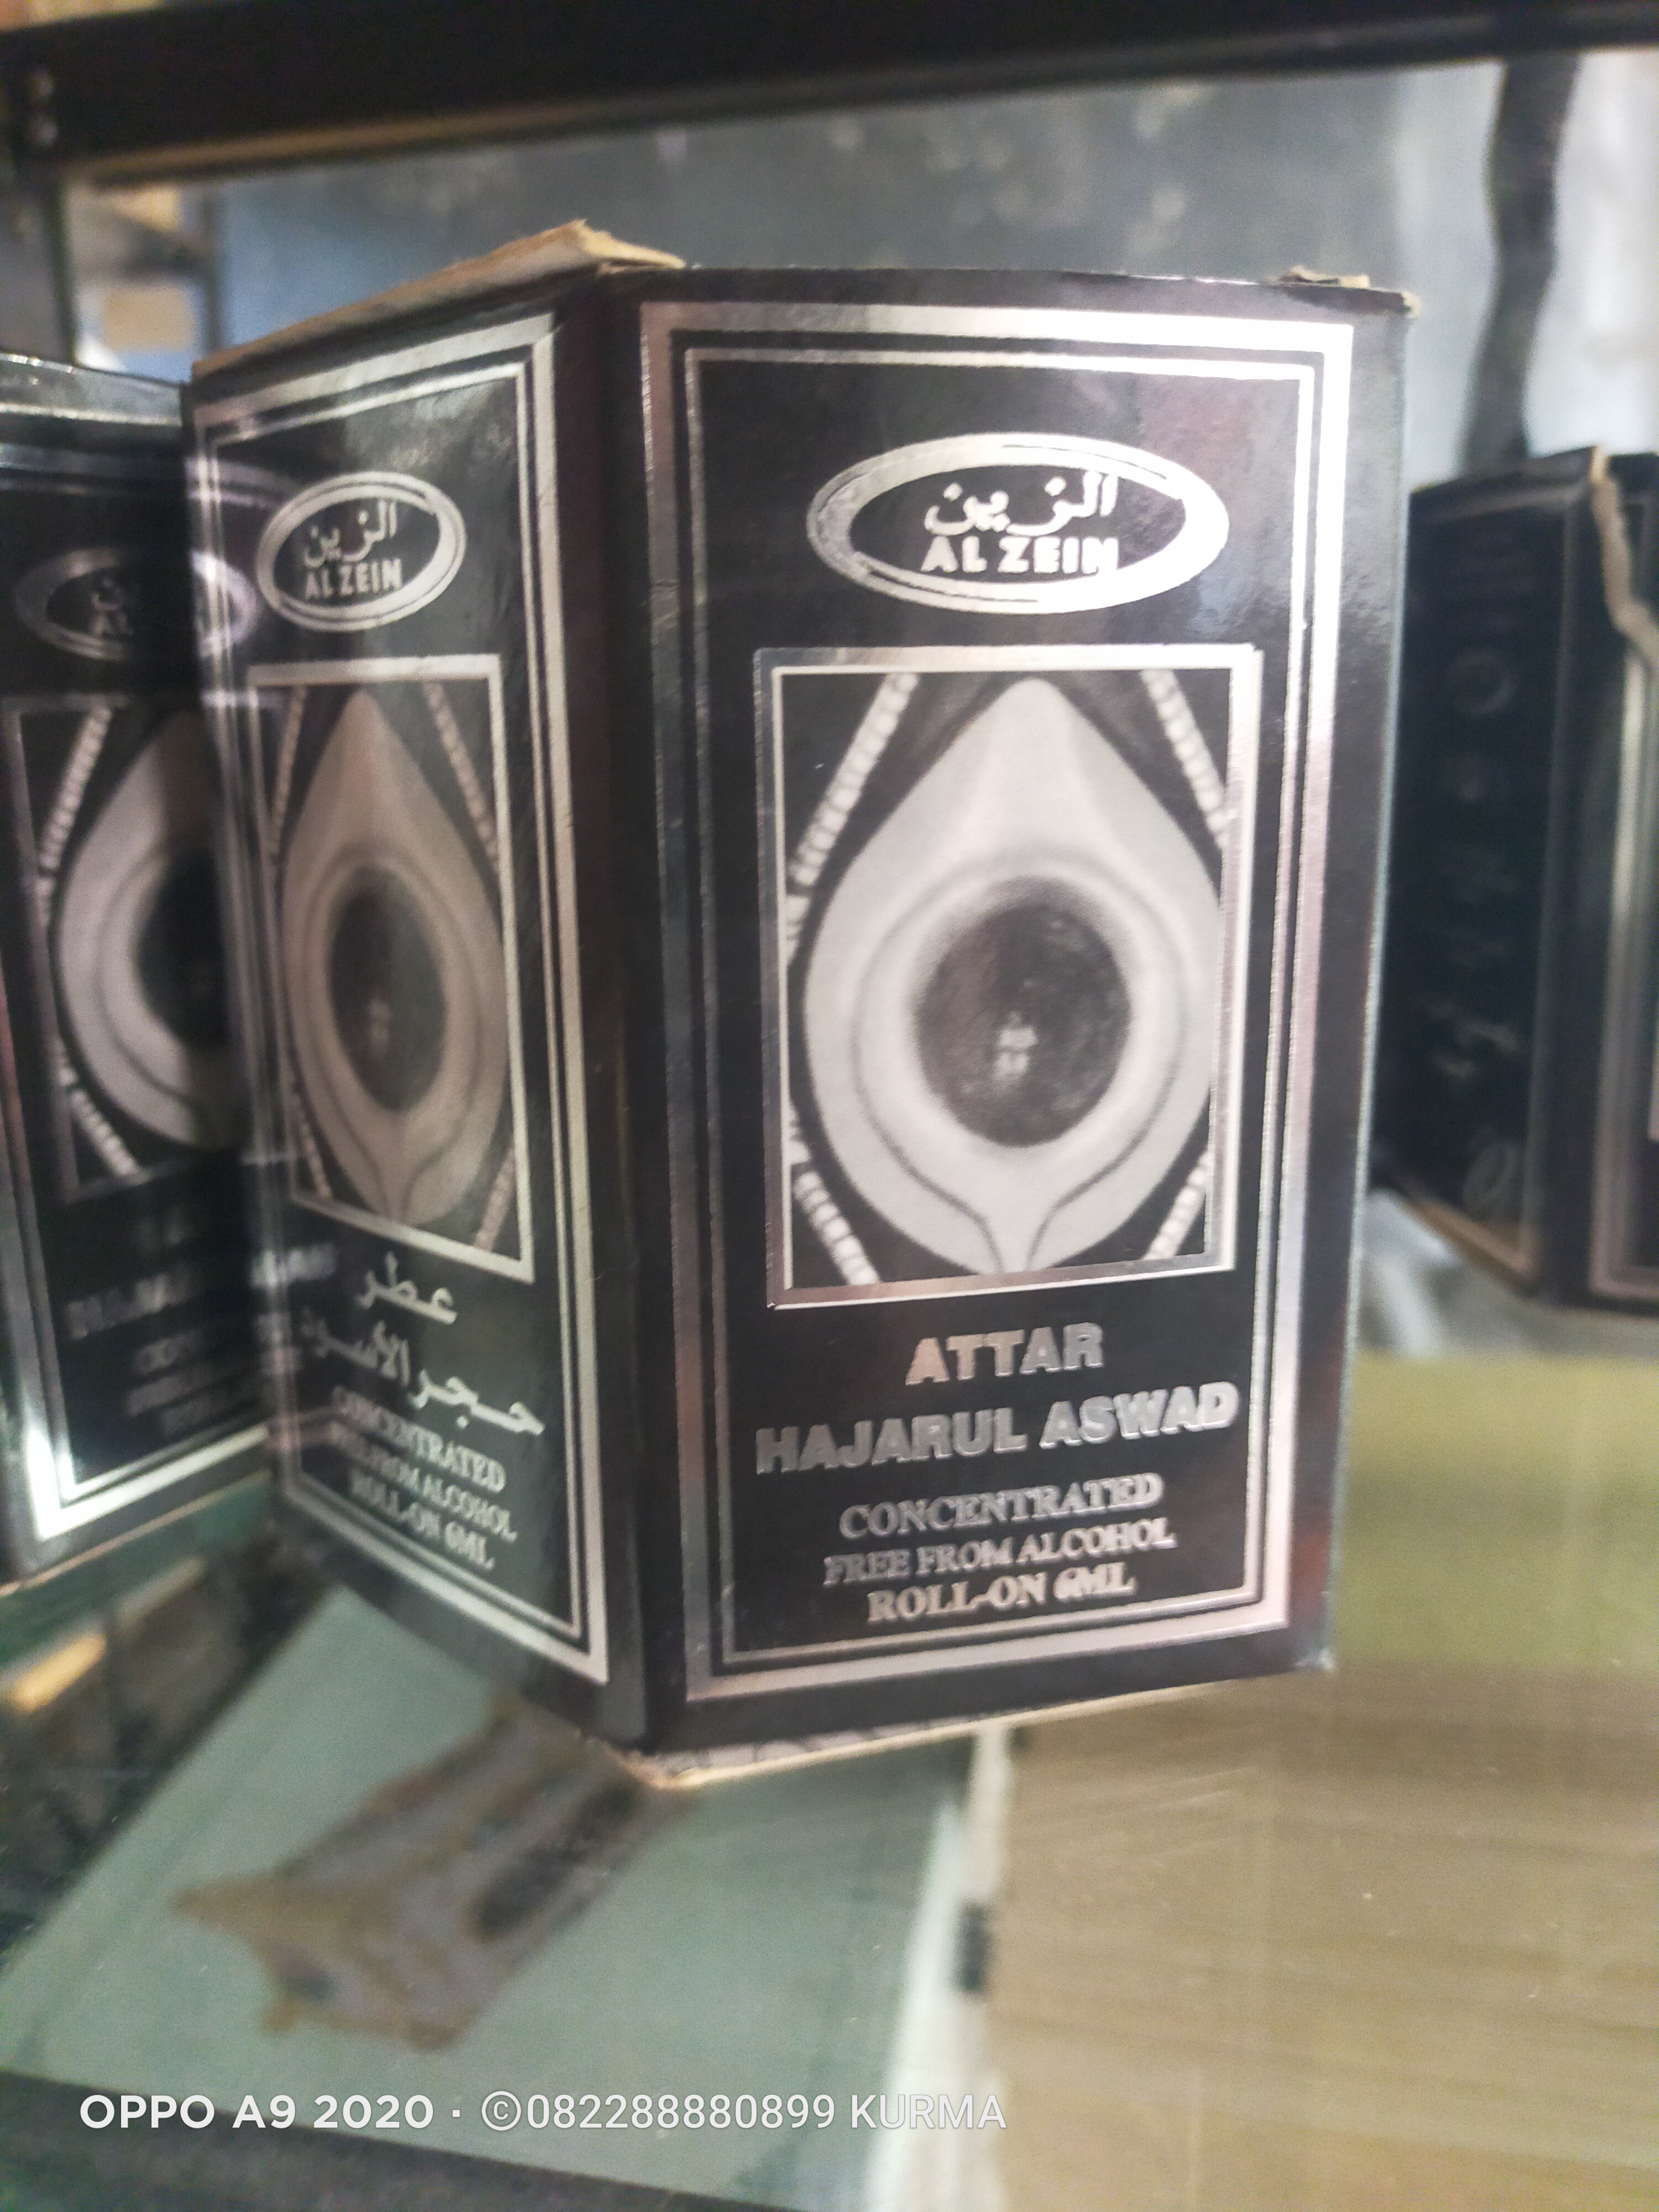 الزين
AL ZEIN
عطر
حجر الأسود
CONCENTRATED
FREE FROM ALCOHOL
ROLL-ON 6ML
الزين
AL ZEIN
ATTAR
HAJARUL ASWAD
CONCENTRATED
FREE FROM ALCOHOL
ROLL-ON 6ML
OPPO A9 2020 · ©082288880899 KURMA